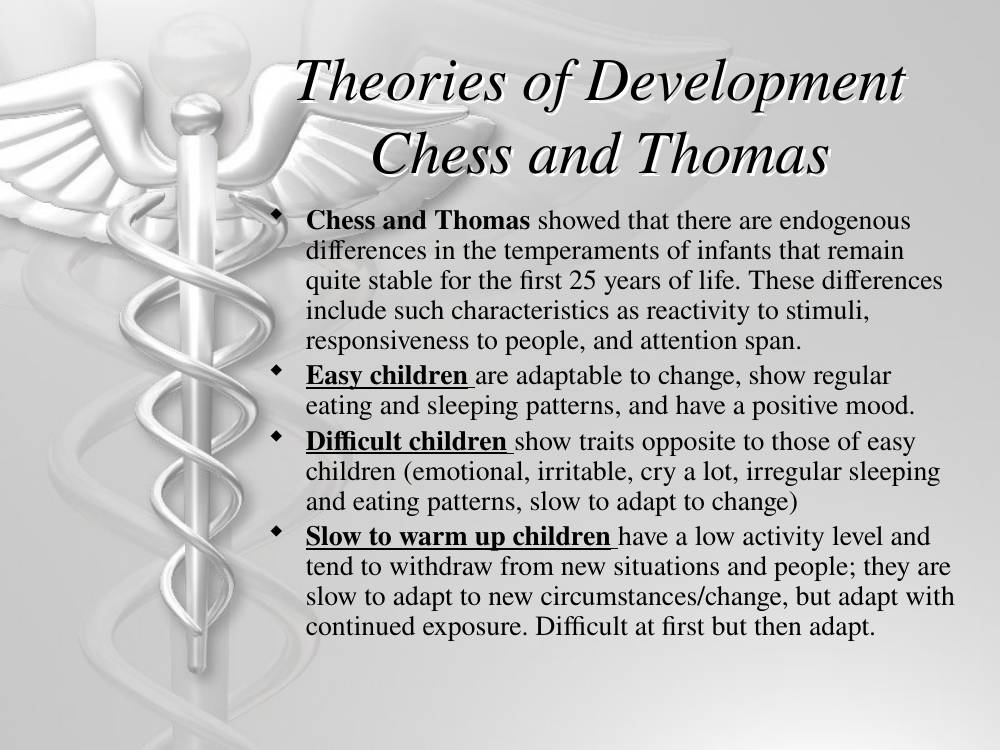 Theories of Development
Chess and Thomas
Chess and Thomas showed that there are endogenous
differences in the temperaments of infants that remain
quite stable for the first 25 years of life. These differences
include such characteristics as reactivity to stimuli,
responsiveness to people, and attention span.
Easy children are adaptable to change, show regular
eating and sleeping patterns, and have a positive mood.
Difficult children show traits opposite to those of easy
children (emotional, irritable, cry a lot, irregular sleeping
and eating patterns, slow to adapt to change)
Slow to warm up children have a low activity level and
tend to withdraw from new situations and people; they are
slow to adapt to new circumstances/change, but adapt with
continued exposure. Difficult at first but then adapt.